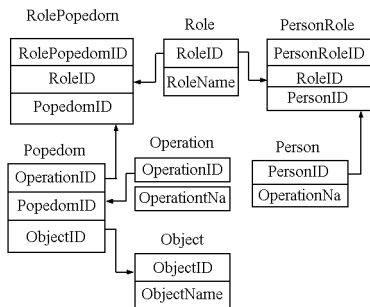 RolePopedorn
RolePopedomID
RoleID
PopedomID
Role
RoleID
RoleName
PersonRole
PersonRoleID
RoleID
PersonID
Popedom
OperationID
PopedomID
ObjectID
Operation
OperationID
OperationtNa
Person
PersonID
OperationNa
Object
ObjectID
ObjectName